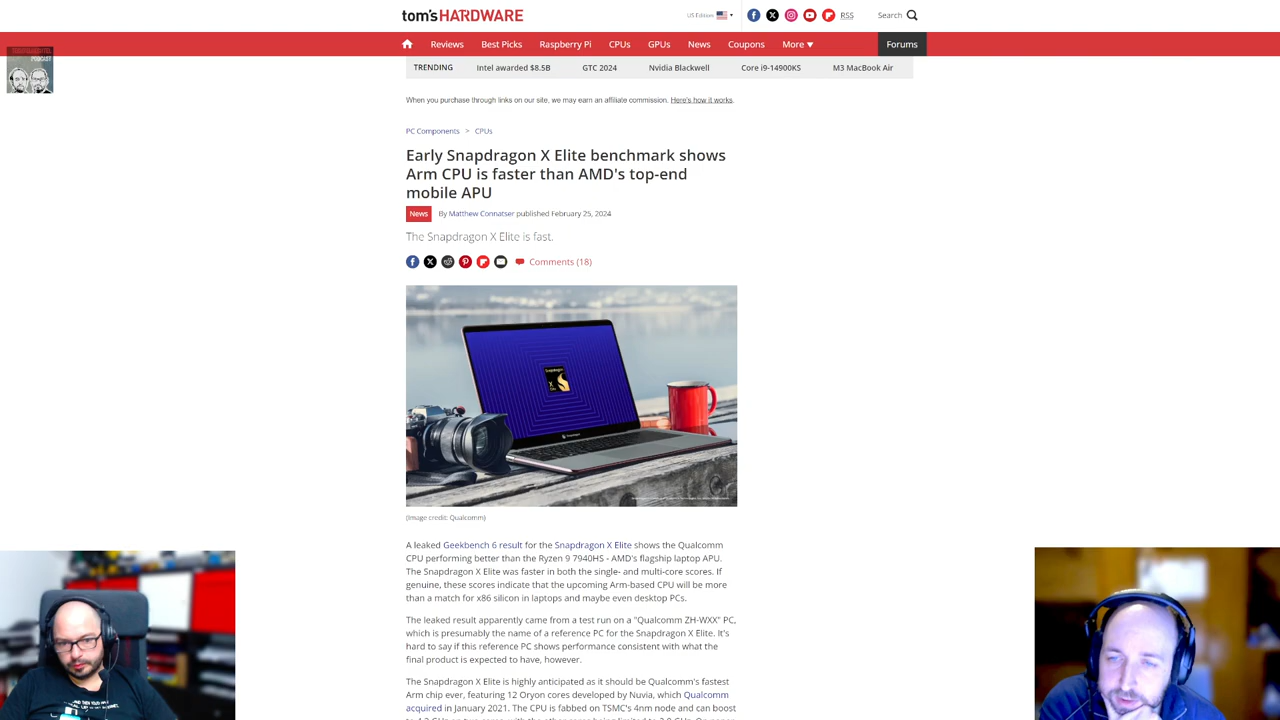 tom's HARDWARE
US Edition
RSS
Search
Reviews
Best Picks
Raspberry Pi
CPUs
GPUs
News
Coupons
More ▼
Forums
PODCAST
TRENDING
Intel awarded $8.5B
GTC 2024
Nvidia Blackwell
Core i9-14900KS
M3 MacBook Air
When you purchase through links on our site, we may earn an affiliate commission. Here's how it works.
PC Components > CPUs
Early Snapdragon X Elite benchmark shows
Arm CPU is faster than AMD's top-end
mobile APU
News By Matthew Connatser published February 25, 2024
The Snapdragon X Elite is fast.
Comments (18)
Snapdragon
(Image credit: Qualcomm)
A leaked Geekbench 6 result for the Snapdragon X Elite shows the Qualcomm
CPU performing better than the Ryzen 9 7940HS - AMD's flagship laptop APU.
The Snapdragon X Elite was faster in both the single- and multi-core scores. If
genuine, these scores indicate that the upcoming Arm-based CPU will be more
than a match for x86 silicon in laptops and maybe even desktop PCs.
The leaked result apparently came from a test run on a "Qualcomm ZH-WXX" PC,
which is presumably the name of a reference PC for the Snapdragon X Elite. It's
hard to say if this reference PC shows performance consistent with what the
final product is expected to have, however.
The Snapdragon X Elite is highly anticipated as it should be Qualcomm's fastest
Arm chip ever, featuring 12 Oryon cores developed by Nuvia, which Qualcomm
acquired in January 2021. The CPU is fabbed on TSMC's 4nm node and can boost